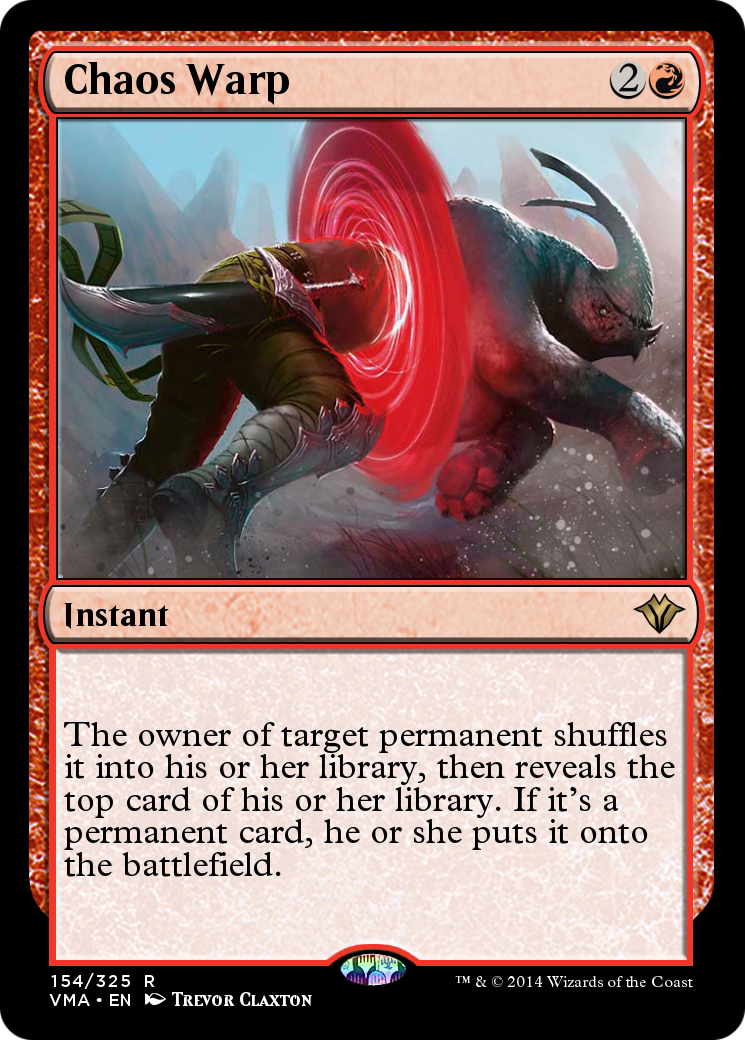 Chaos Warp 2
Instant
The owner of target permanent shuffles
it into his or her library, then reveals the
top card of his or her library. If it's a
permanent card, he or she puts it onto
the battlefield.
154/325 R
™ & © 2014 Wizards of the Coast
VMA • EN Trevor Claxton